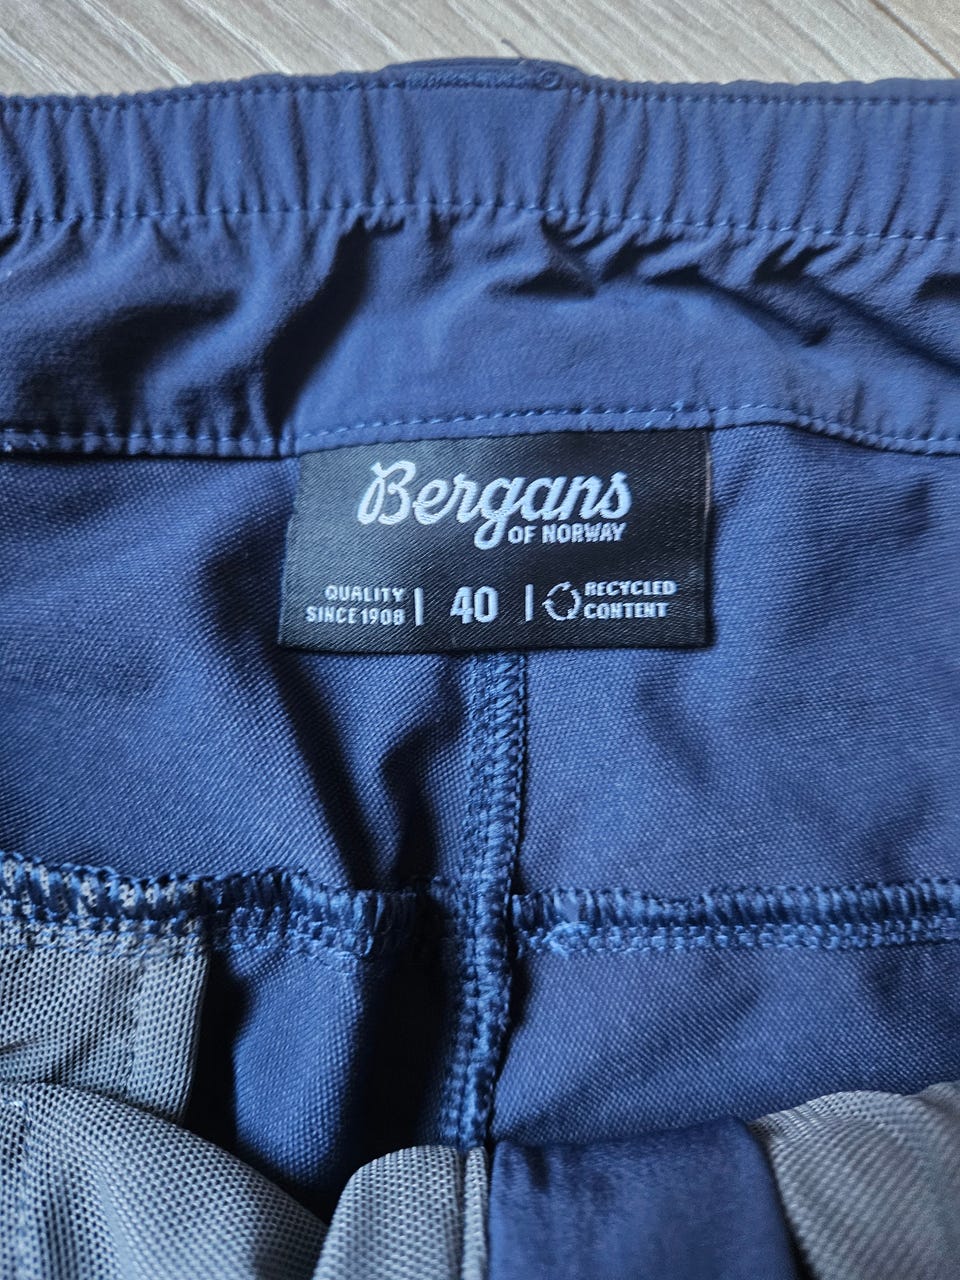 Bergans
OF NORWAY
QUALITY
SINCE 1908
40
RECYCLED
CONTENT